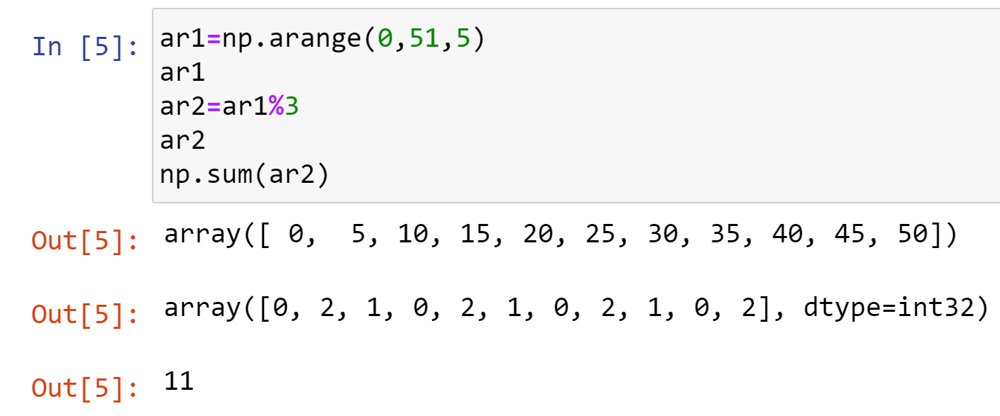 In [5]: ar1=np.arange(0,51,5)
ar1
ar2=ar1%3
ar2
np.sum(ar2)
Out[5]: array([ 0,  5, 10, 15, 20, 25, 30, 35, 40, 45, 50])
Out[5]: array([0, 2, 1, 0, 2, 1, 0, 2, 1, 0, 2], dtype=int32)
Out[5]: 11